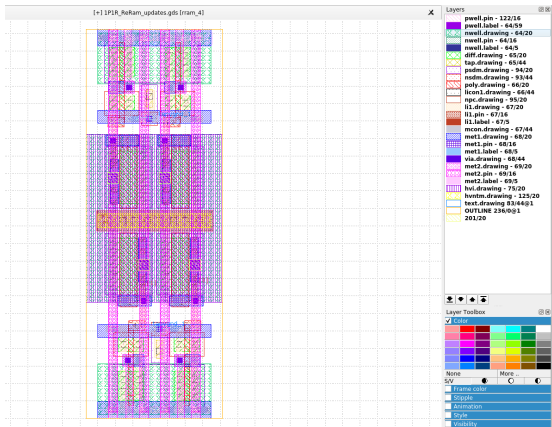 [+] 1P1R_ReRam_updates.gds [rram_4]
Layers
pwell.pin - 122/16
pwell.label - 64/59
nwell.drawing - 64/20
nwell.pin - 64/16
nwell.label - 64/5
diff.drawing - 65/20
tap.drawing - 65/44
psdm.drawing - 94/20
nsdm.drawing - 93/44
poly.drawing - 66/20
licon1.drawing - 66/44
npc.drawing - 95/20
li1.drawing - 67/20
li1.pin - 67/16
li1.label - 67/5
mcon.drawing - 67/44
met1.drawing - 68/20
met1.pin - 68/16
met1.label - 68/5
via.drawing - 68/44
met2.drawing - 69/20
met2.pin - 69/16
met2.label - 69/5
hvi.drawing - 75/20
hvntm.drawing - 125/20
text.drawing 83/44@1
OUTLINE 236/0@1
201/20
Layer Toolbox
Color
None More ..
S/V
Frame color
Stipple
Animation
Style
Visibility